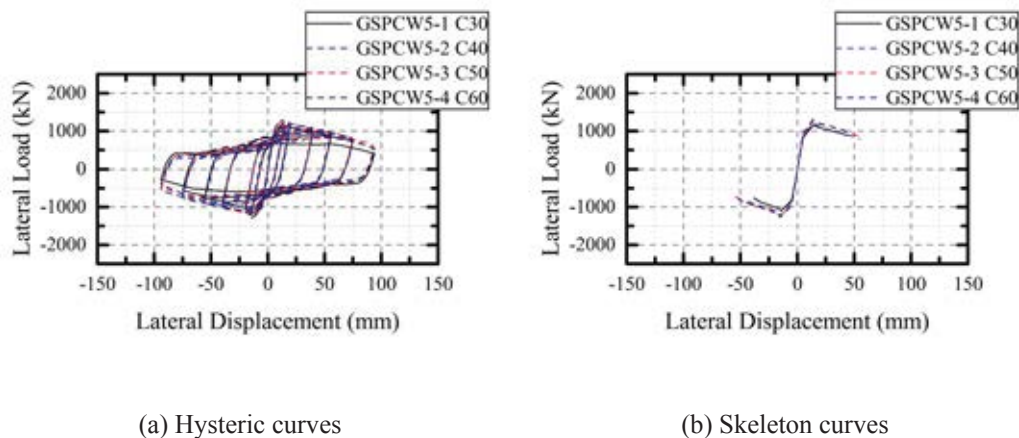 GSPCW5-1 C30
GSPCW5-2 C40
GSPCW5-3 C50
GSPCW5-4 C60
2000
1000
0
-1000
-2000
Lateral Load (kN)
-150 -100 -50 0 50 100 150
Lateral Displacement (mm)
(a) Hysteric curves
GSPCW5-1 C30
GSPCW5-2 C40
GSPCW5-3 C50
GSPCW5-4 C60
2000
1000
0
-1000
-2000
Lateral Load (kN)
-150 -100 -50 0 50 100 150
Lateral Displacement (mm)
(b) Skeleton curves